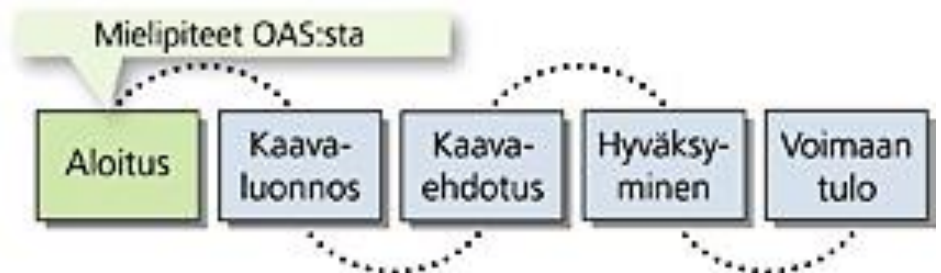 Mielipiteet OAS:sta
Aloitus
Kaava-
luonnos
Kaava-
ehdotus
Hyväksy-
minen
Voimaan
tulo